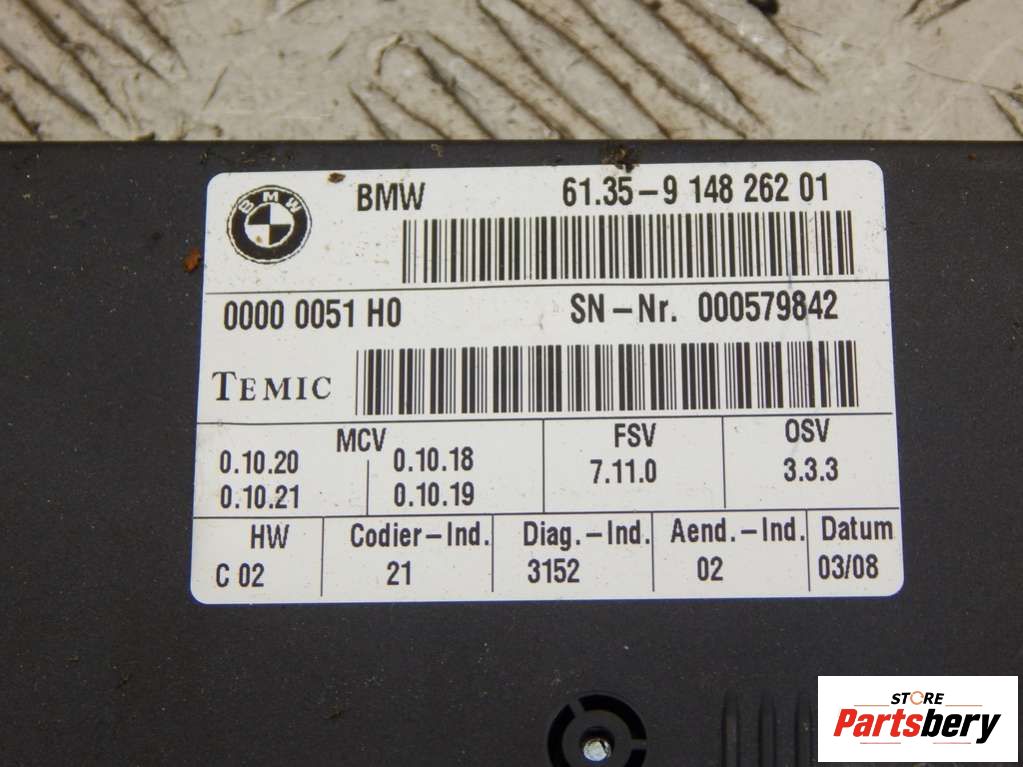 BMW
BMW 61.35-9 148 262 01
0000 0051 H0 SN-Nr. 000579842
TEMIC
MCV FSV OSV
0.10.20 0.10.18 7.11.0 3.3.3
0.10.21 0.10.19
HW Codier-Ind. Diag.-Ind. Aend.-Ind. Datum
C 02 21 3152 02 03/08
STORE
Partsbery